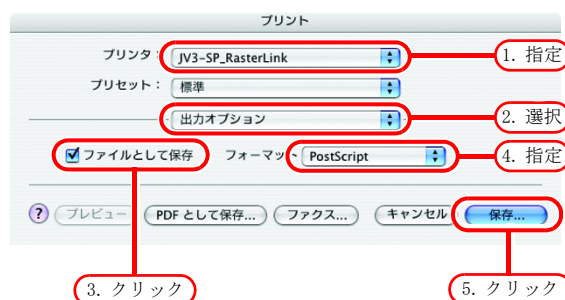 プリント
プリンタ： JV3-SP_RasterLink 1. 指定
プリセット： 標準
出力オプション 2. 選択
ファイルとして保存 フォーマット PostScript 4. 指定
? プレビュー PDF として保存... ファクス... キャンセル 保存...
3. クリック 5. クリック